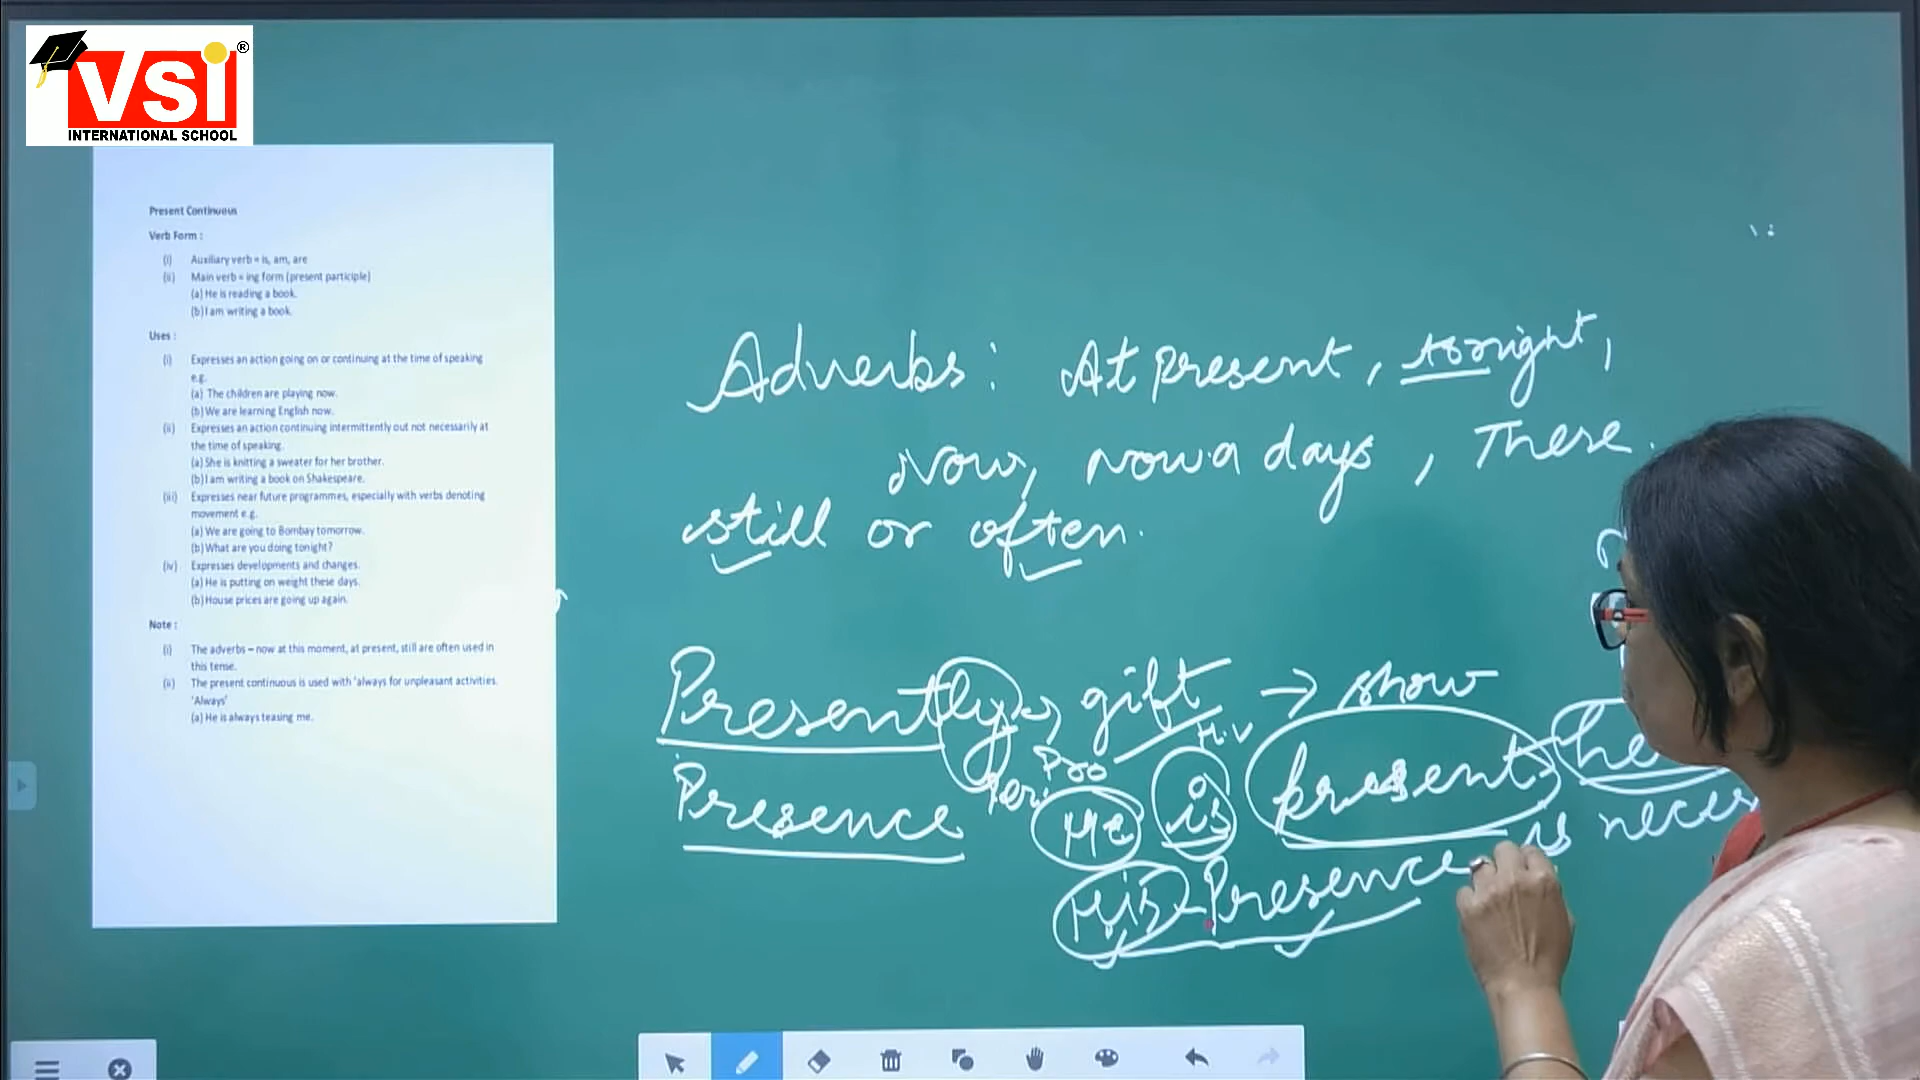 VSI ®
INTERNATIONAL SCHOOL
Present Continuous
Verb Form :
(i) Auxiliary verb = is, am, are
(ii) Main verb + ing form (present participle)
(a) He is reading a book.
(b) I am writing a book.
Uses :
(i) Expresses an action going on or continuing at the time of speaking
e.g.
(a) The children are playing now.
(b) We are learning English now.
(ii) Expresses an action continuing intermittently out not necessarily at
the time of speaking.
(a) She is knitting a sweater for her brother.
(b) I am writing a book on Shakespeare.
(iii) Expresses near future programmes, especially with verbs denoting
movement e.g.
(a) We are going to Bombay tomorrow.
(b) What are you doing tonight?
(iv) Expresses developments and changes.
(a) He is putting on weight these days.
(b) House prices are going up again.
Note :
(i) The adverbs – now at this moment, at present, still are often used in
this tense.
(ii) The present continuous is used with 'always for unpleasant activities.
'Always'
(a) He is always teasing me.
Adverbs : At present, tonight,
Now, Now a days, These
still or often.
Presently → gift → show
Presence
He is present he
His Presence is neces